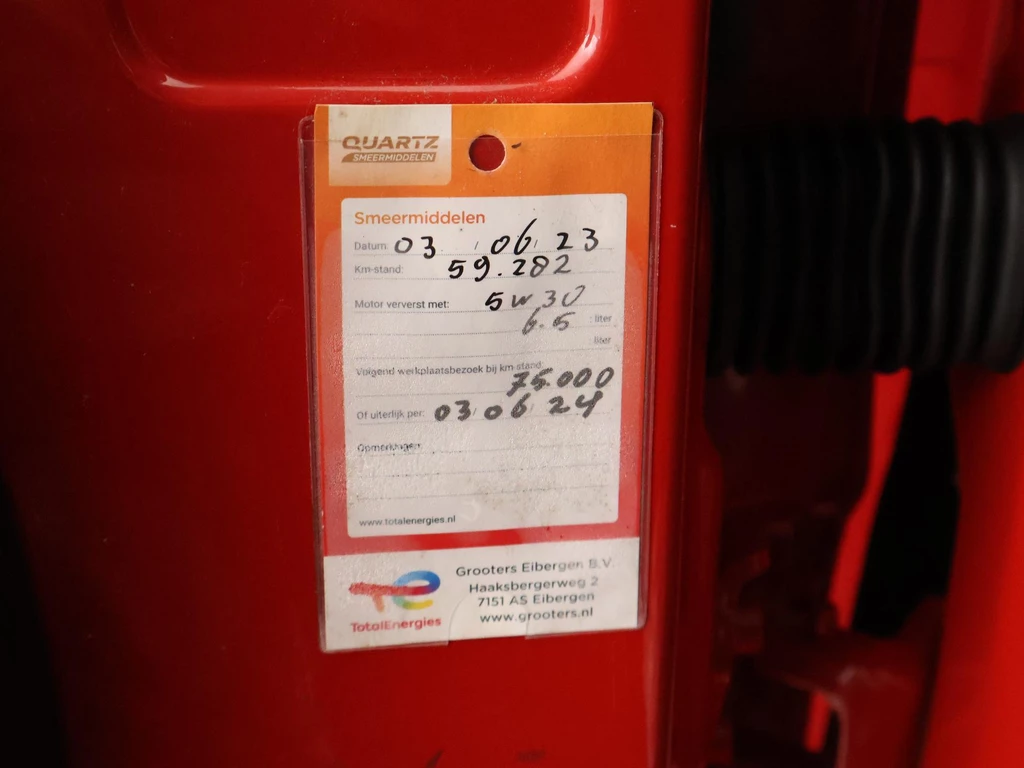 QUARTZ
SMEERMIDDELEN
Smeermiddelen
Datum: 03 / 06 / 23
Km-stand: 59.282
Motor ververst met: 5w30
6.5 liter
liter
Volgend werkplaatsbezoek bij km-stand:
75.000
Of uiterlijk per: 03 / 06 / 24
Opmerkingen:
www.totalenergies.nl
TotalEnergies
Grooters Eibergen B.V.
Haaksbergerweg 2
7151 AS Eibergen
www.grooters.nl